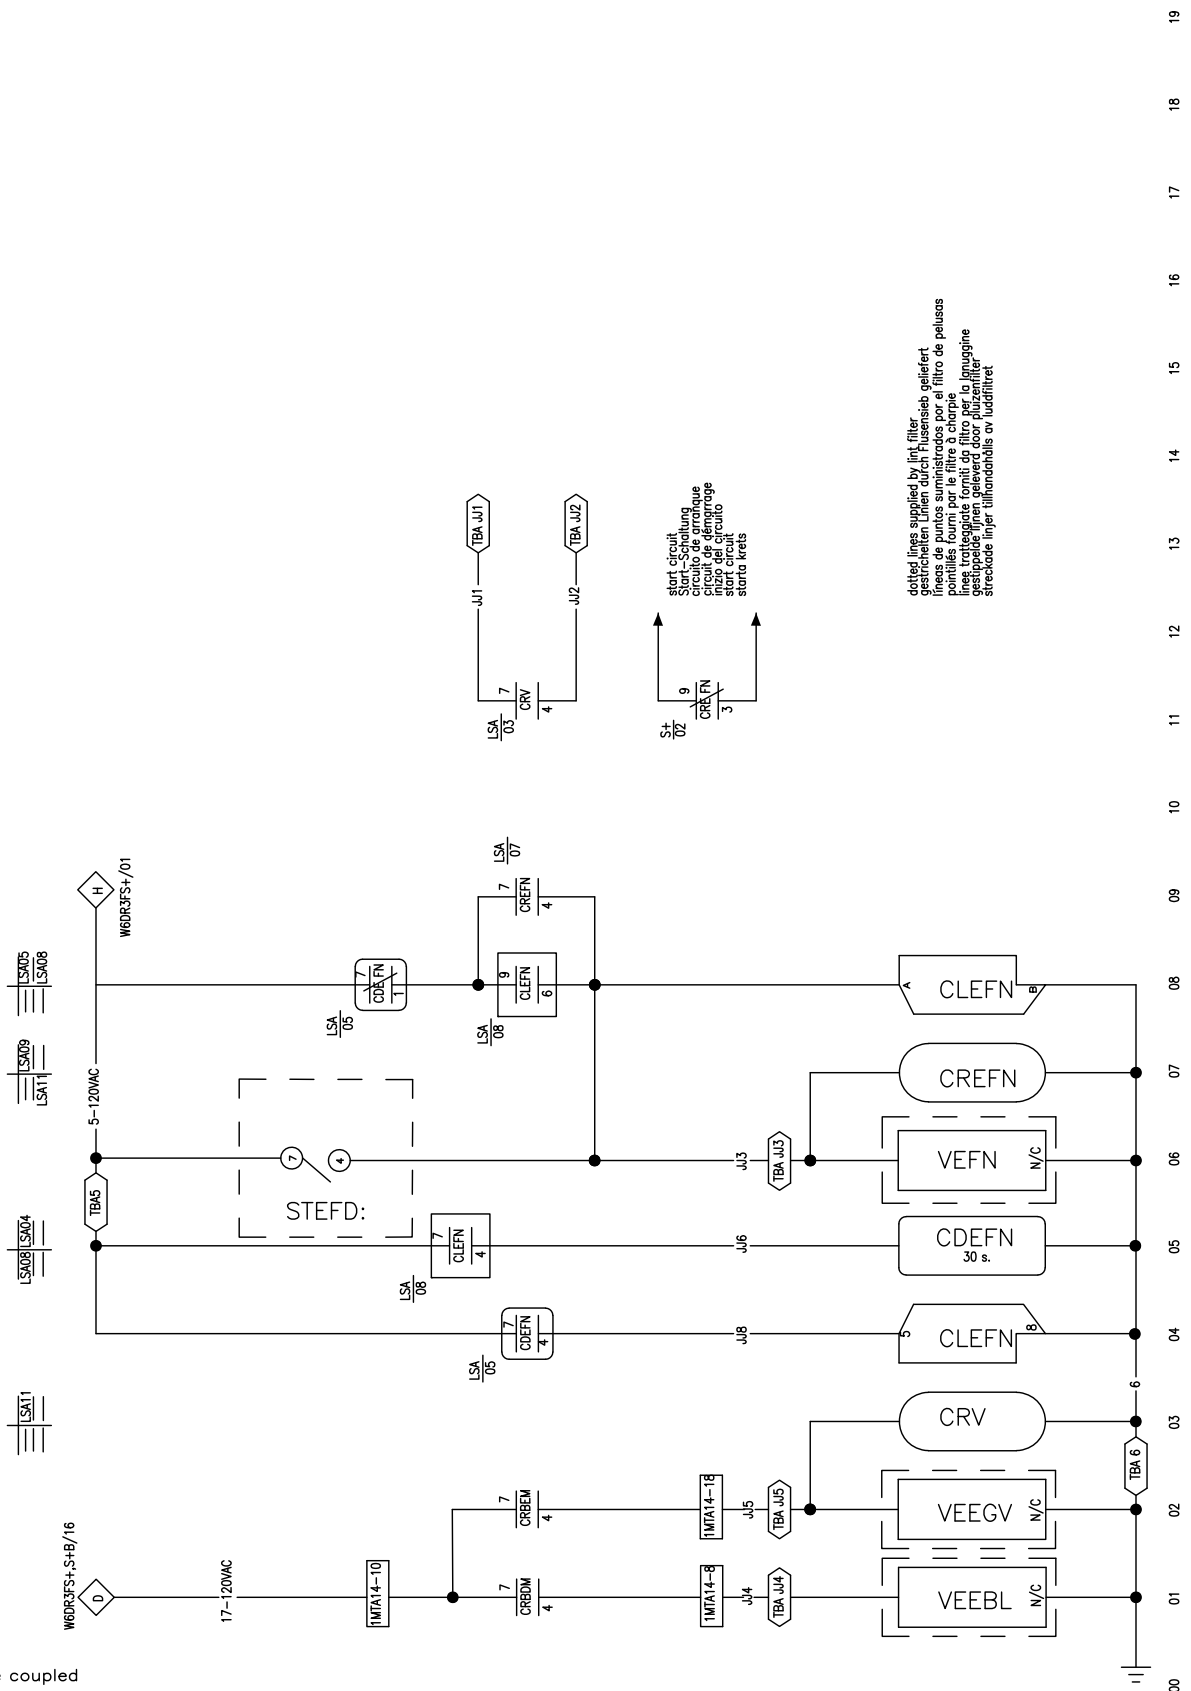 19
18
17
16
15
14
13
12
11
10
09
08
07
06
05
04
03
02
01
00
LSA05
LSA08
LSA09
LSA11
LSA04
LSA08
LSA11
H
W6DR3FS+/01
5-120VAC
TBA5
STEFD:
7
4
LSA
05
7
CDEFN
1
LSA
08
9
CLEFN
6
LSA
07
7
CREFN
4
LSA
08
7
CLEFN
4
LSA
05
7
CDEFN
4
JJ3
TBA JJ3
JJ6
JJ8
A
CLEFN
B
CREFN
VEFN
N/C
CDEFN
30 s.
5
CLEFN
8
CRV
VEEGV
N/C
VEEBL
N/C
6
TBA 6
W6DR3FS+,S+B/16
D
17-120VAC
1MTA14-10
7
CRBEM
4
7
CRBDM
4
1MTA14-18
JJ5
TBA JJ5
1MTA14-8
JJ4
TBA JJ4
LSA
03
7
CRV
4
JJ1
TBA JJ1
JJ2
TBA JJ2
S+
02
9
CREFN
3
start circuit
Start-Schaltung
circuito de arranque
circuit de démarrage
inizio del circuito
start circuit
starta krets
dotted lines supplied by lint filter
gestrichelten Linien durch Flusensieb geliefert
líneas de puntos suministrados por el filtro de pelusas
pointillés fourni par le filtre à charpie
linee tratteggiate forniti da filtro per la lanuggine
gestippelde lijnen geleverd door pluizenfilter
streckade linjer tillhandahålls av luddfiltret
coupled